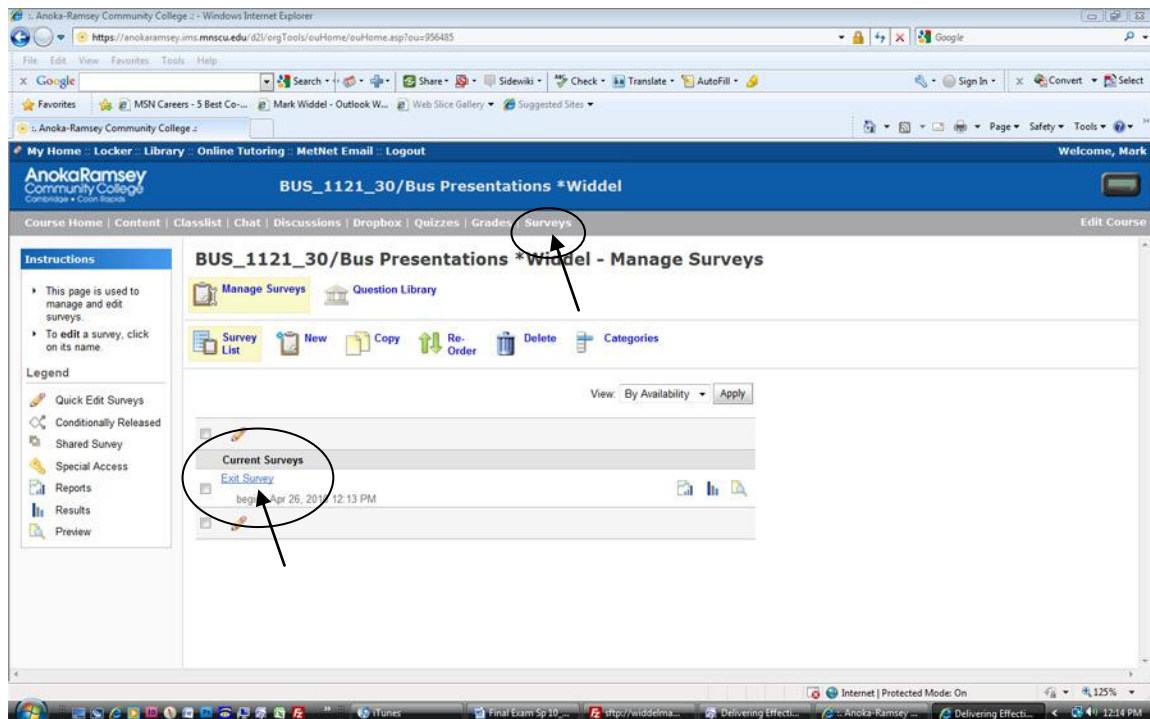 :. Anoka-Ramsey Community College .: - Windows Internet Explorer
https://anokaramsey.ims.mnscu.edu/d2l/orgTools/ouHome/ouHome.asp?ou=956485
Google
File Edit View Favorites Tools Help
x Google Search Share Sidewiki Check Translate AutoFill Sign In x Convert Select
Favorites MSN Careers - 5 Best Co-... Mark Widdel - Outlook W... Web Slice Gallery Suggested Sites
:. Anoka-Ramsey Community College .: Page Safety Tools
My Home :: Locker :: Library :: Online Tutoring :: MetNet Email :: Logout Welcome, Mark
AnokaRamsey
Community College
Cambridge • Coon Rapids
BUS_1121_30/Bus Presentations *Widdel
Course Home | Content | Classlist | Chat | Discussions | Dropbox | Quizzes | Grades | Surveys Edit Course
Instructions
This page is used to
manage and edit
surveys.
To edit a survey, click
on its name.
Legend
Quick Edit Surveys
Conditionally Released
Shared Survey
Special Access
Reports
Results
Preview
BUS_1121_30/Bus Presentations *Widdel - Manage Surveys
Manage Surveys Question Library
Survey
List
New Copy
Re-
Order
Delete Categories
View: By Availability Apply
Current Surveys
Exit Survey
Apr 26, 12:13 PM
Internet | Protected Mode: On 125%
iTunes Final Exam Sp 10_... sftp://widdelma... Delivering Effecti... :. Anoka-Ramsey ... Delivering Effecti... 12:14 PM